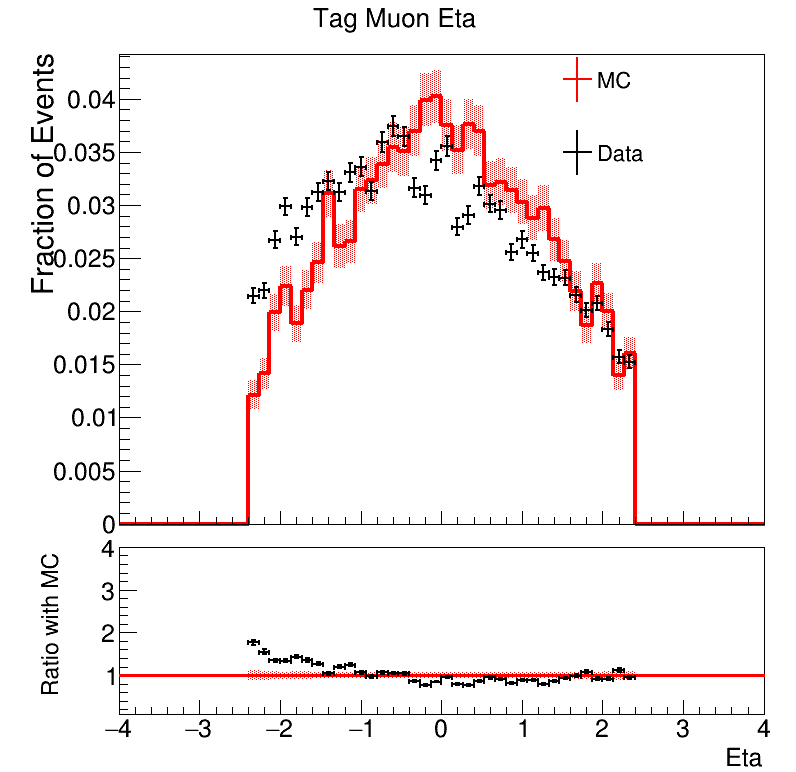 Tag Muon Eta
Fraction of Events
0.04
0.035
0.03
0.025
0.02
0.015
0.01
0.005
0
MC
Data
Ratio with MC
4
3
2
1
−4 −3 −2 −1 0 1 2 3 4
Eta